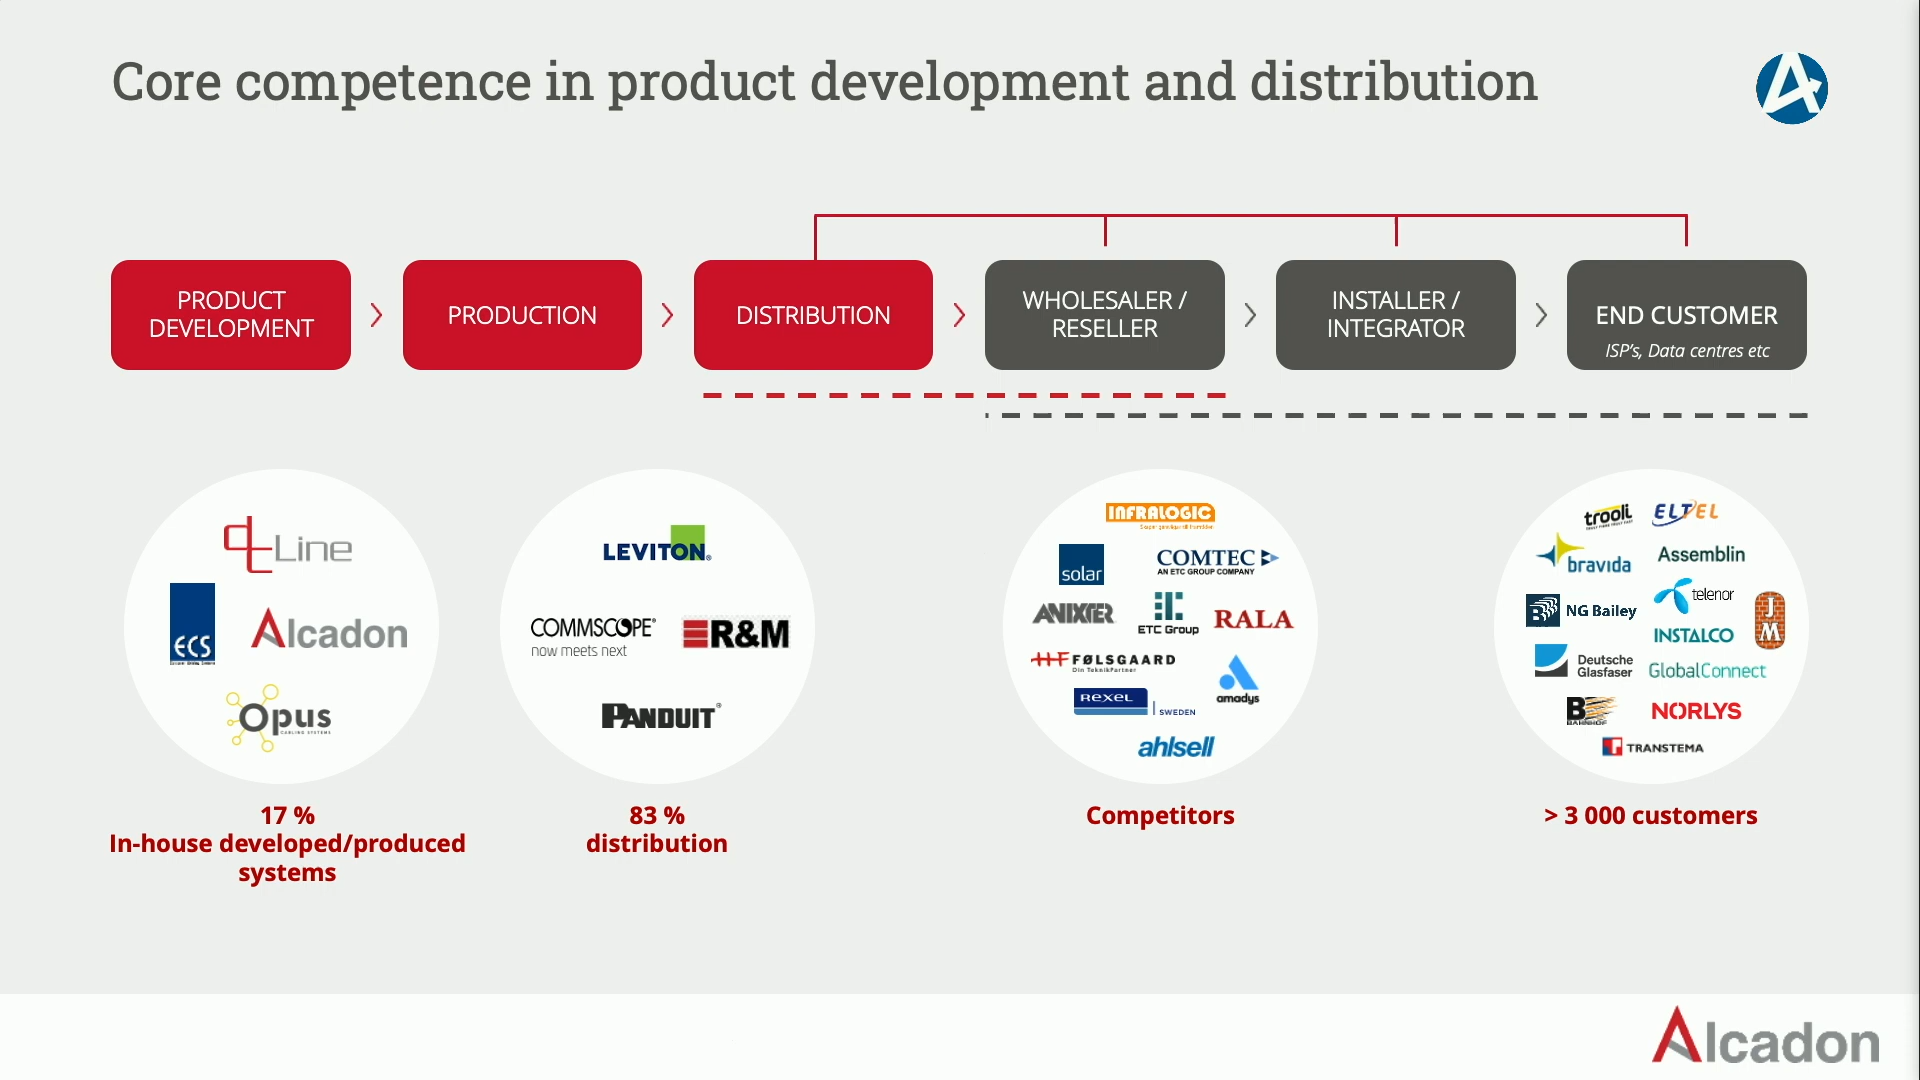 Core competence in product development and distribution
PRODUCT
DEVELOPMENT
PRODUCTION
DISTRIBUTION
WHOLESALER /
RESELLER
INSTALLER /
INTEGRATOR
END CUSTOMER
ISP's, Data centres etc
Line
ECS
Alcadon
Opus
CABLING SYSTEMS
17 %
In-house developed/produced
systems
LEVITON®
COMMSCOPE®
now meets next
R&M
PANDUIT®
83 %
distribution
INFRALOGIC
solar
COMTEC
AN ETC GROUP COMPANY
ANIXTER
ETC Group
RALA
FØLSGAARD
Din TeknikPartner
amadys
REXEL
SWEDEN
ahlsell
Competitors
trooli
ELTEL
bravida
Assemblin
telenor
NG Bailey
JM
INSTALCO
Deutsche
Glasfaser
GlobalConnect
BAHNHOF
NORLYS
TRANSTEMA
> 3 000 customers
Alcadon